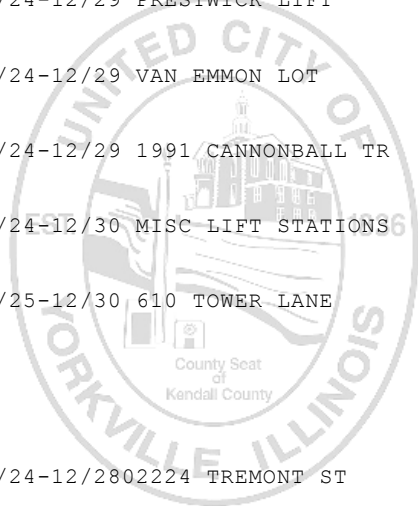 /24-12/29 PRESTWICK LIFT
UNITED CITY OF
/24-12/29 VAN EMMON LOT
/24-12/29 1991 CANNONBALL TR
/24-12/30 MISC LIFT STATIONS
EST. 1836
/25-12/30 610 TOWER LANE
County Seat
of
Kendall County
YORKVILLE ILLINOIS
/24-12/2802224 TREMONT ST